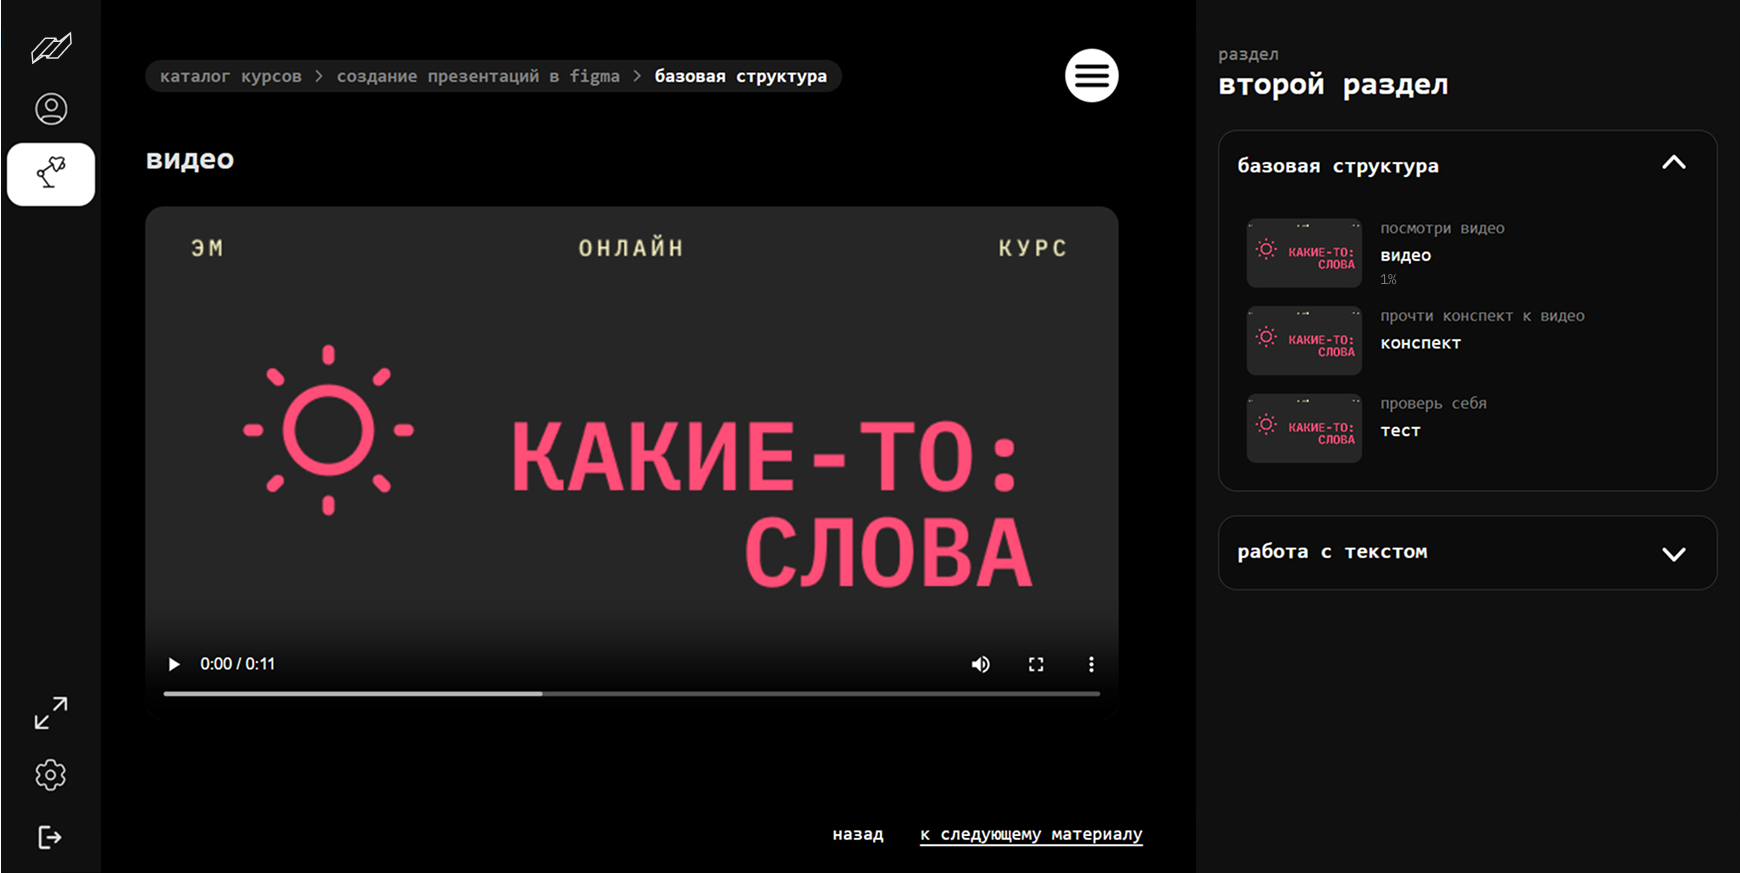 каталог курсов > создание презентаций в figma > базовая структура
видео
ЭМ ОНЛАЙН КУРС
КАКИЕ-ТО:
СЛОВА
0:00 / 0:11
назад к следующему материалу
раздел
второй раздел
базовая структура
КАКИЕ-ТО:
СЛОВА
посмотри видео
видео
1%
КАКИЕ-ТО:
СЛОВА
прочти конспект к видео
конспект
КАКИЕ-ТО:
СЛОВА
проверь себя
тест
работа с текстом